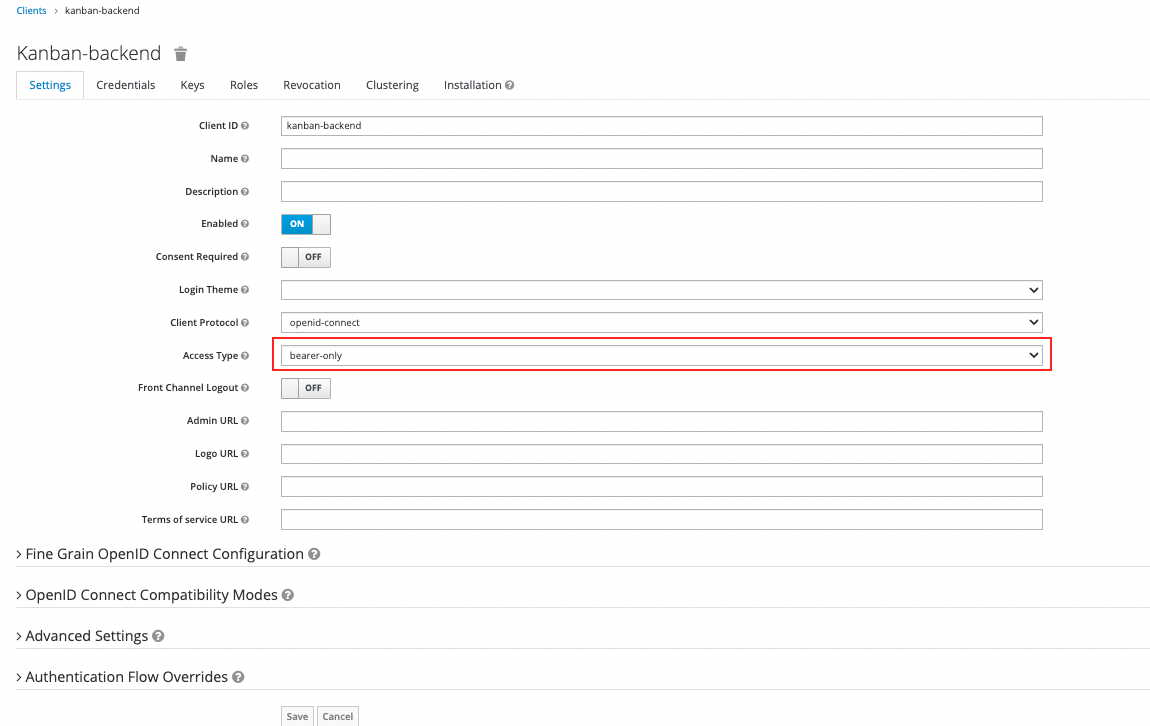 Clients > kanban-backend
Kanban-backend
Settings Credentials Keys Roles Revocation Clustering Installation
Client ID kanban-backend
Name
Description
Enabled ON
Consent Required OFF
Login Theme
Client Protocol openid-connect
Access Type bearer-only
Front Channel Logout OFF
Admin URL
Logo URL
Policy URL
Terms of service URL
> Fine Grain OpenID Connect Configuration
> OpenID Connect Compatibility Modes
> Advanced Settings
> Authentication Flow Overrides
Save Cancel